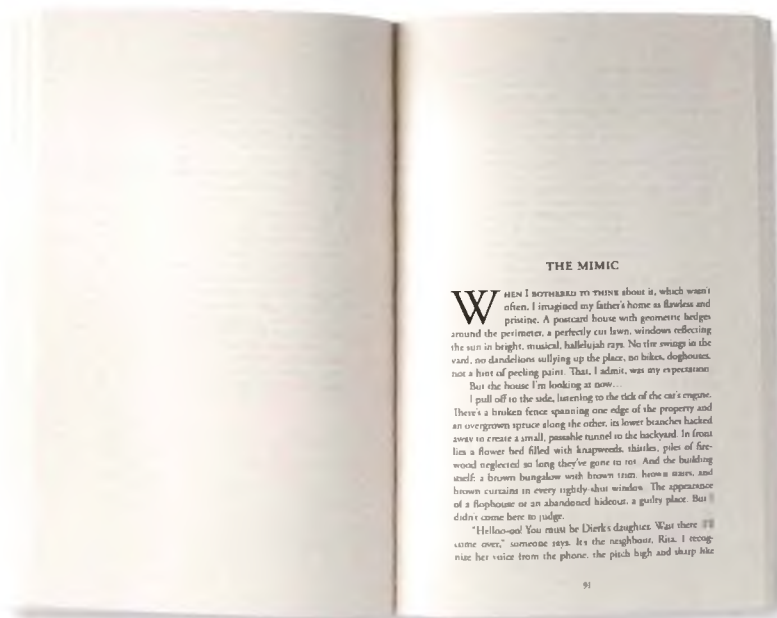 THE MIMIC
WHEN I BOTHERED TO THINK about it, which wasn't
often, I imagined my father's home as flawless and
pristine. A postcard house with geometric hedges
around the perimeter, a perfectly cut lawn, windows reflecting
the sun in bright, musical, hallelujah rays. No tire swings in the
yard, no dandelions sullying up the place, no bikes, doghouses,
not a hint of peeling paint. That, I admit, was my expectation.
But the house I'm looking at now...
I pull off to the side, listening to the tick of the car's engine.
There's a broken fence spanning one edge of the property and
an overgrown spruce along the other, its lower branches hacked
away to create a small, passable tunnel to the backyard. In front
lies a flower bed filled with knapweeds, thistles, piles of fire-
wood neglected so long they've gone to rot. And the building
itself: a brown bungalow with brown trim, brown stairs, and
brown curtains in every tightly shut window. The appearance
of a flophouse or an abandoned hideout, a guilty place. But I
didn't come here to judge.
"Helloo-oo! You must be Dierk's daughter. Wait there I'll
come over," someone says. It's the neighbour, Rita. I recog-
nize her voice from the phone, the pitch high and sharp like
91